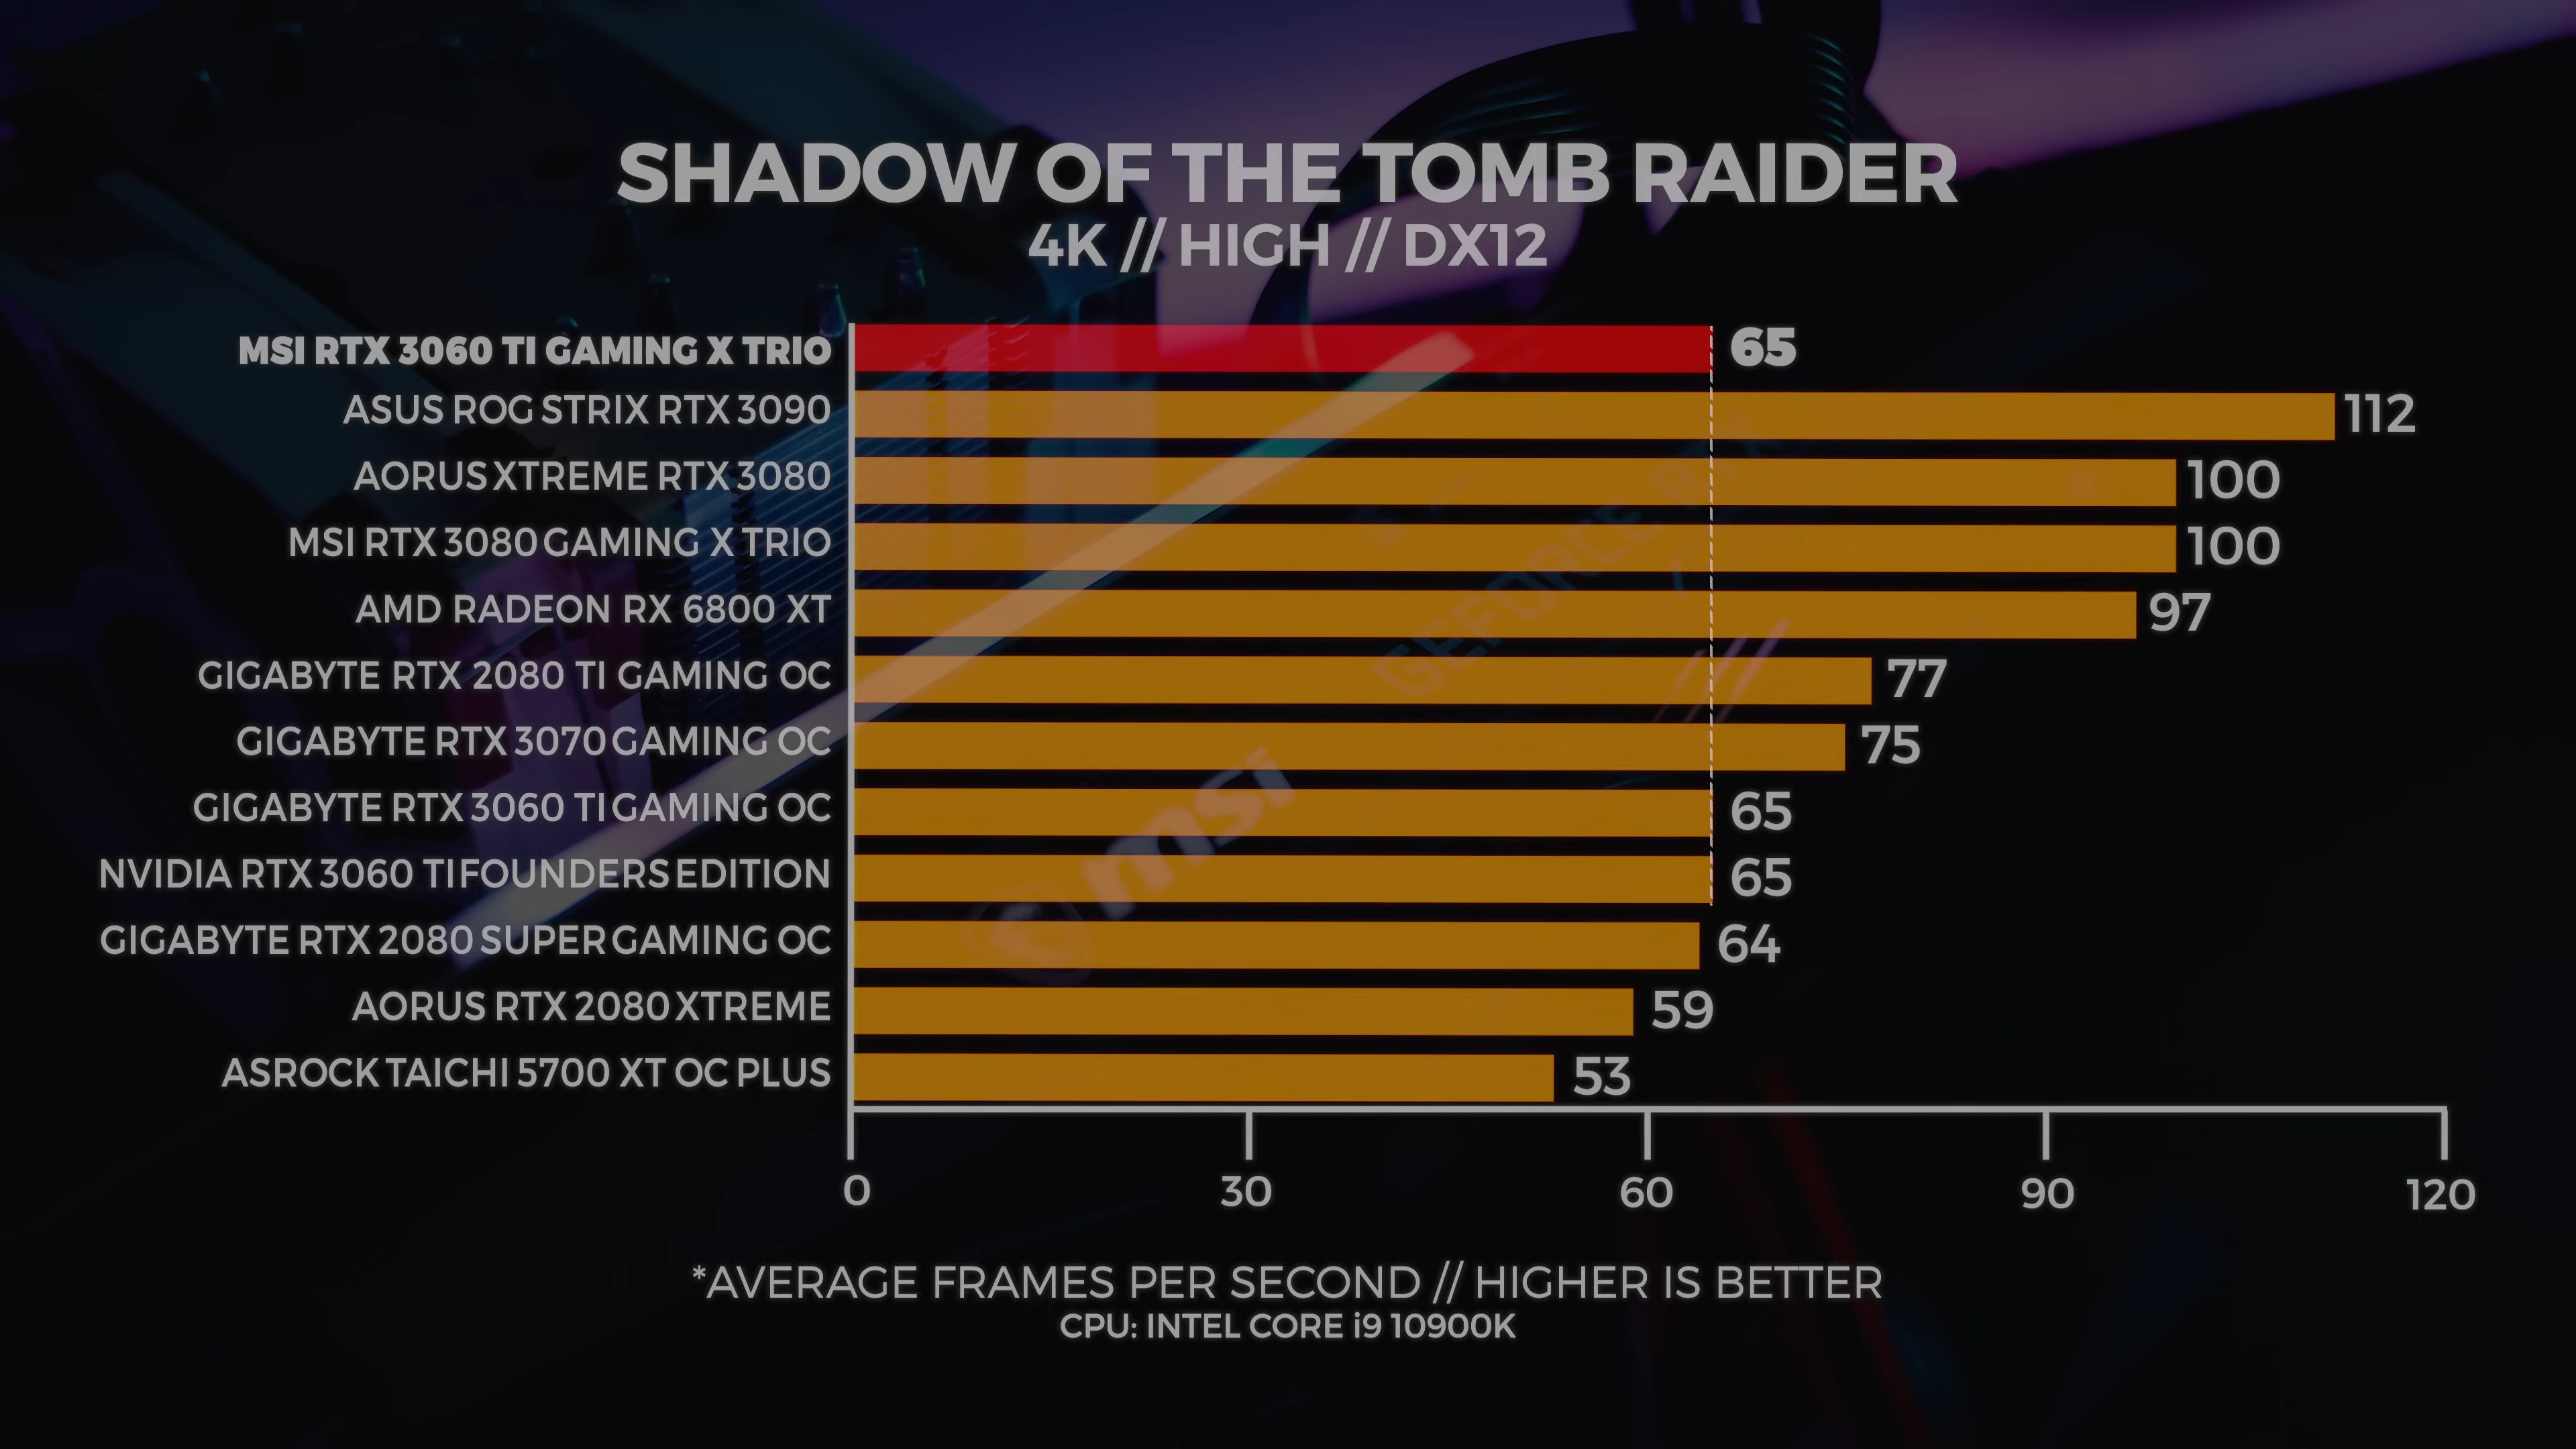 SHADOW OF THE TOMB RAIDER
4K // HIGH // DX12
MSI RTX 3060 TI GAMING X TRIO 65
ASUS ROG STRIX RTX 3090 112
AORUS XTREME RTX 3080 100
MSI RTX 3080 GAMING X TRIO 100
AMD RADEON RX 6800 XT 97
GIGABYTE RTX 2080 TI GAMING OC 77
GIGABYTE RTX 3070 GAMING OC 75
GIGABYTE RTX 3060 TI GAMING OC 65
NVIDIA RTX 3060 TI FOUNDERS EDITION 65
GIGABYTE RTX 2080 SUPER GAMING OC 64
AORUS RTX 2080 XTREME 59
ASROCK TAICHI 5700 XT OC PLUS 53
0 30 60 90 120
*AVERAGE FRAMES PER SECOND // HIGHER IS BETTER
CPU: INTEL CORE i9 10900K
GEFORCE RTX
msi